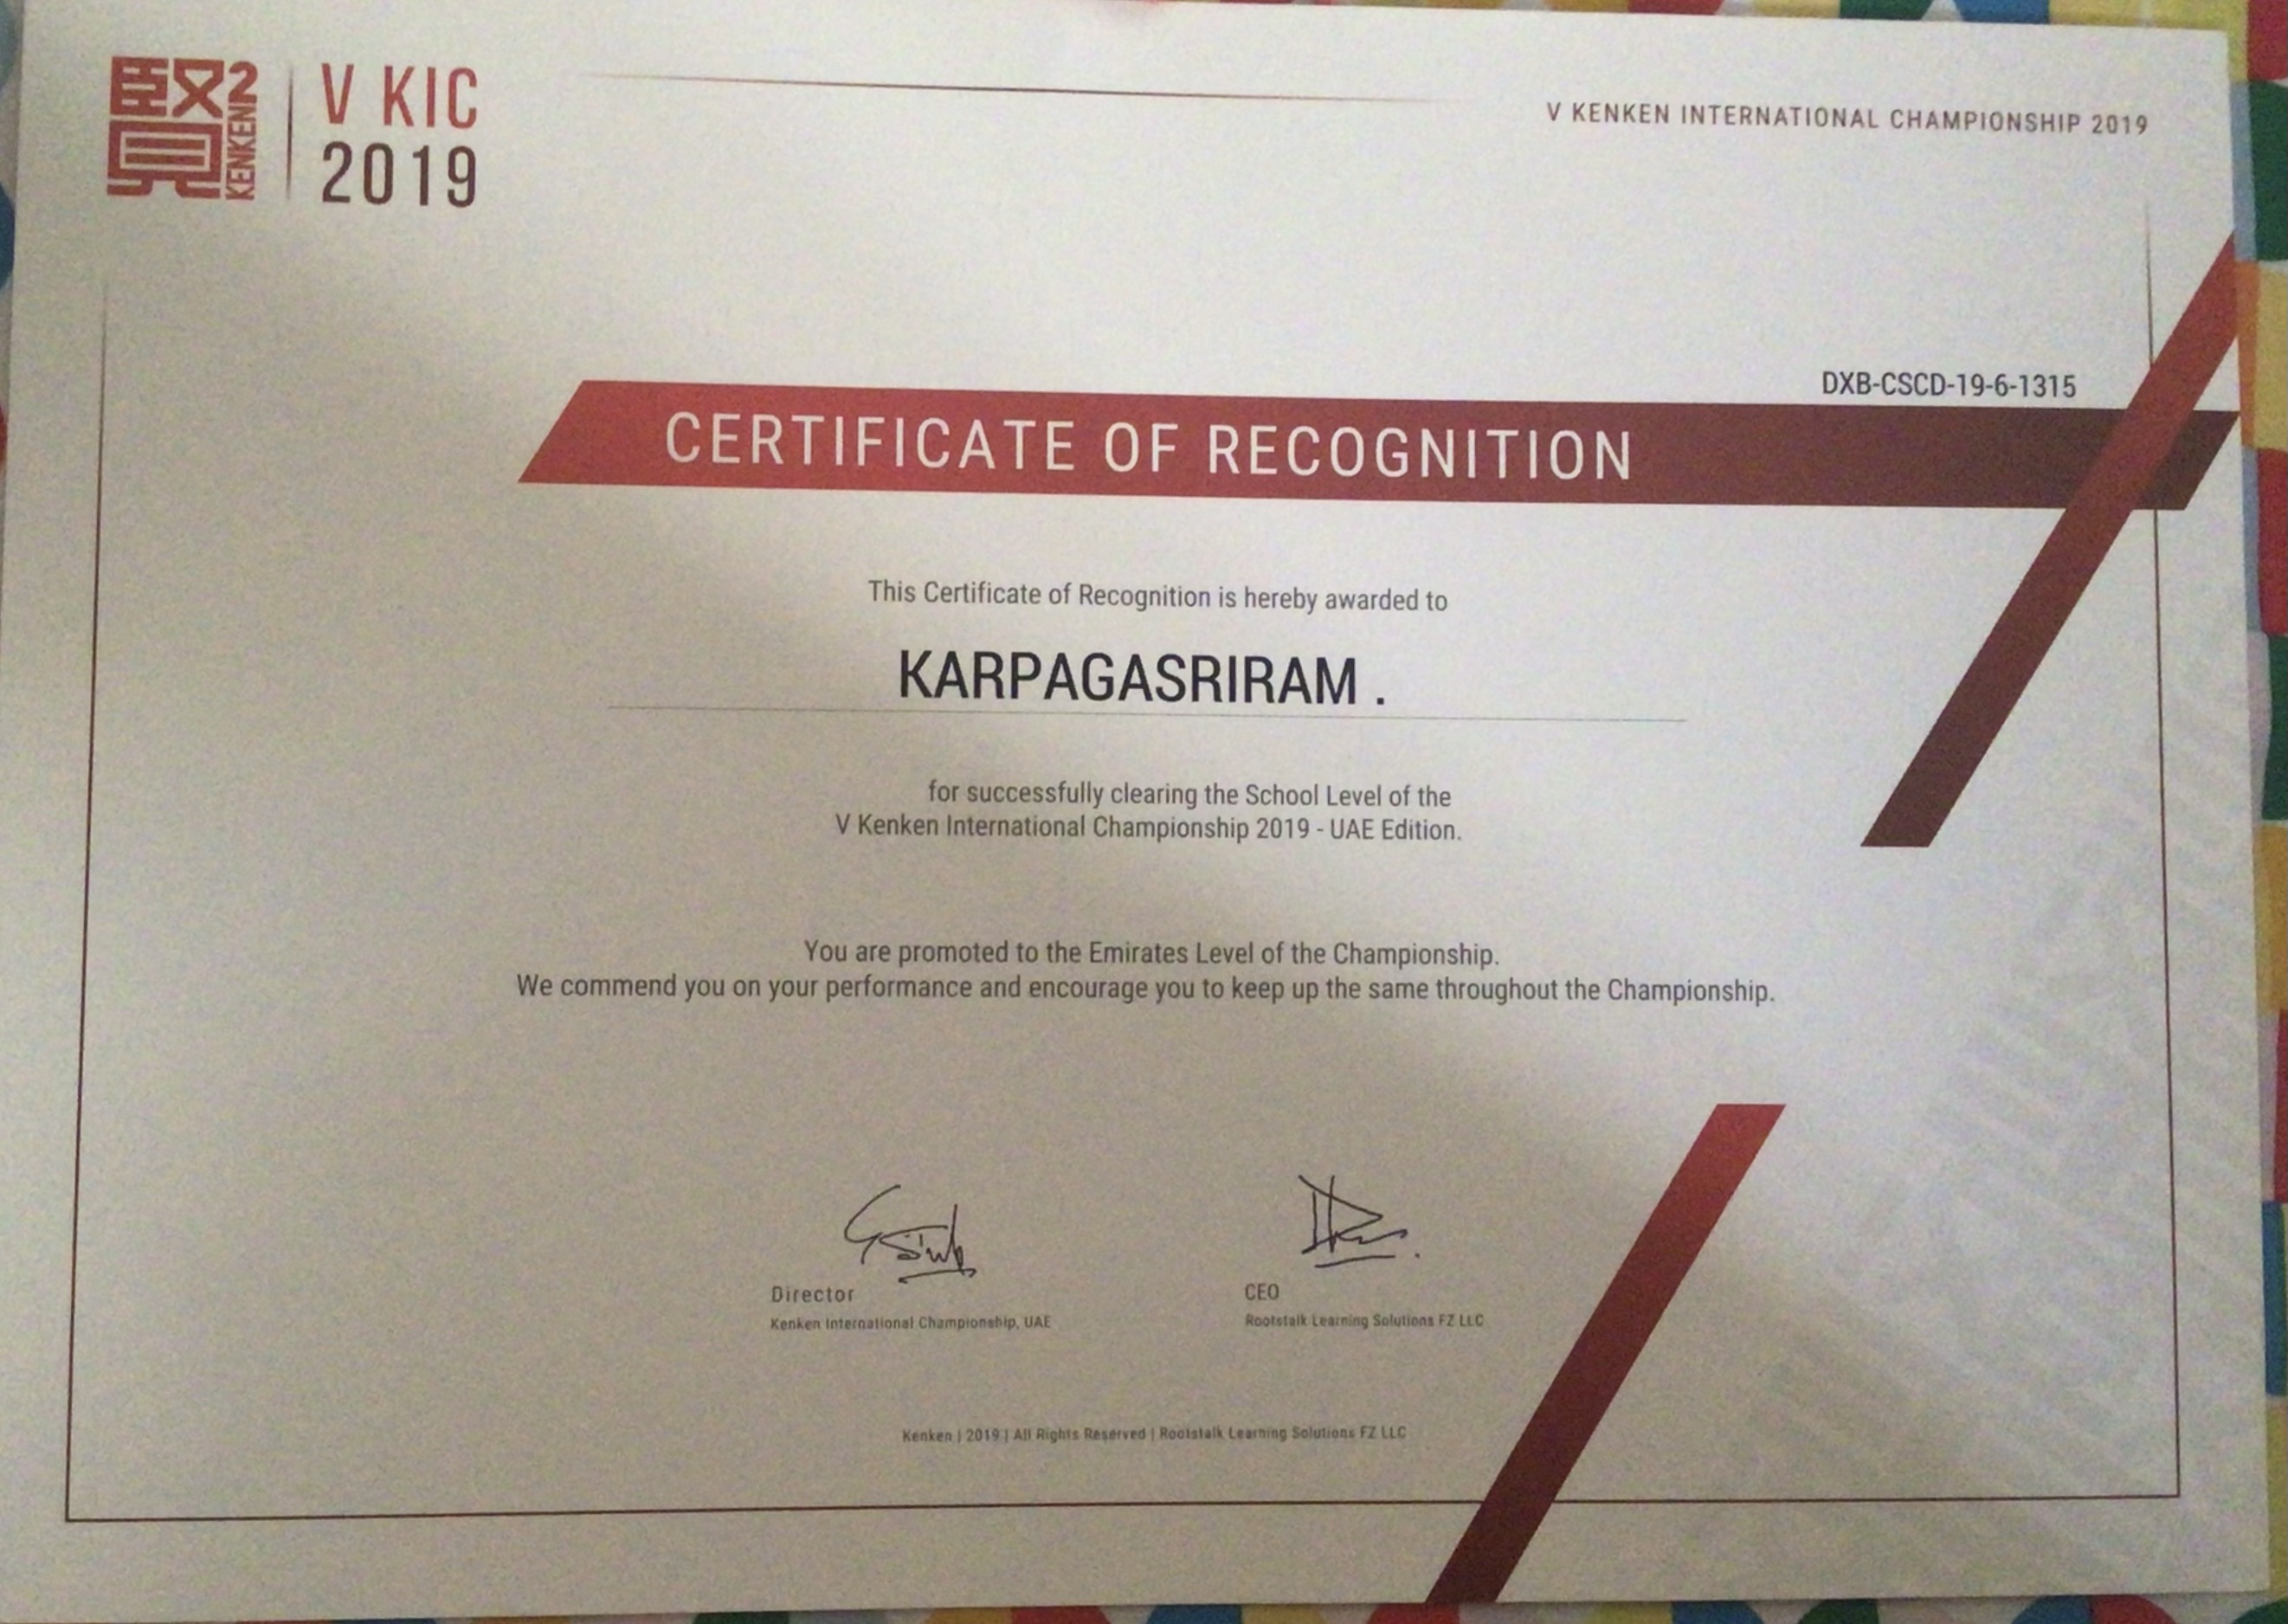 賢2
KENKEN
V KIC
2019
V KENKEN INTERNATIONAL CHAMPIONSHIP 2019
DXB-CSCD-19-6-1315
CERTIFICATE OF RECOGNITION
This Certificate of Recognition is hereby awarded to
KARPAGASRIRAM .
for successfully clearing the School Level of the
V Kenken International Championship 2019 - UAE Edition.
You are promoted to the Emirates Level of the Championship.
We commend you on your performance and encourage you to keep up the same throughout the Championship.
Director
Kenken International Championship, UAE
CEO
Rootstalk Learning Solutions FZ LLC
Kenken | 2019 | All Rights Reserved | Rootstalk Learning Solutions FZ LLC